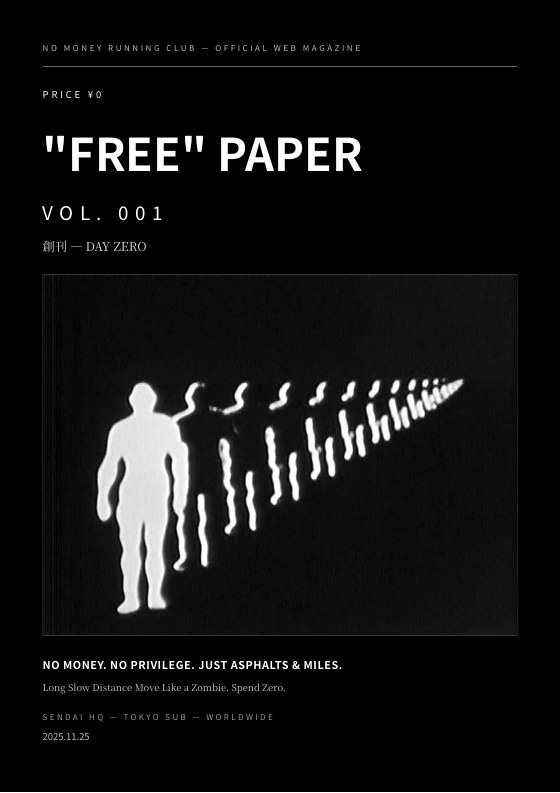 NO MONEY RUNNING CLUB — OFFICIAL WEB MAGAZINE
PRICE ¥0
"FREE" PAPER
VOL. 001
創刊 — DAY ZERO
NO MONEY. NO PRIVILEGE. JUST ASPHALTS & MILES.
Long Slow Distance Move Like a Zombie. Spend Zero.
SENDAI HQ — TOKYO SUB — WORLDWIDE
2025.11.25